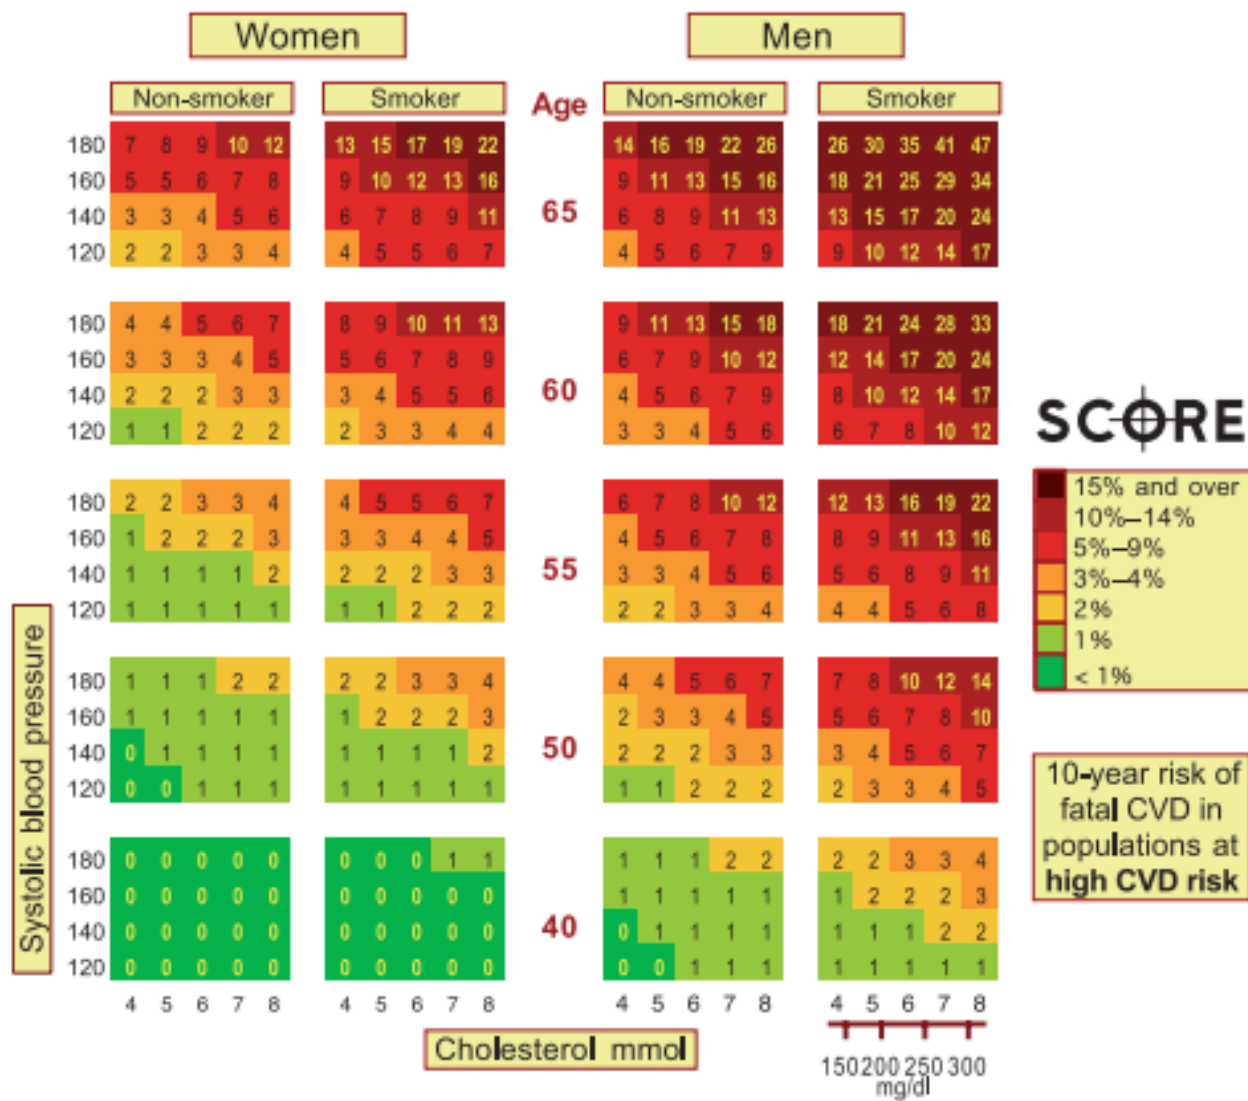 Women Men
Non-smoker Smoker Age Non-smoker Smoker
180 7 8 9 10 12 13 15 17 19 22 14 16 19 22 26 26 30 35 41 47
160 5 5 6 7 8 9 10 12 13 16 9 11 13 15 16 18 21 25 29 34
65
140 3 3 4 5 6 6 7 8 9 11 6 8 9 11 13 13 15 17 20 24
120 2 2 3 3 4 4 5 5 6 7 4 5 6 7 9 9 10 12 14 17
180 4 4 5 6 7 8 9 10 11 13 9 11 13 15 18 18 21 24 28 33
160 3 3 3 4 5 5 6 7 8 9 6 7 9 10 12 12 14 17 20 24
60
140 2 2 2 3 3 3 4 5 5 6 4 5 6 7 9 8 10 12 14 17
120 1 1 2 2 2 2 3 3 4 4 3 3 4 5 6 6 7 8 10 12
180 2 2 3 3 4 4 5 5 6 7 6 7 8 10 12 12 13 16 19 22
160 1 2 2 2 3 3 3 4 4 5 4 5 6 7 8 8 9 11 13 16
55
140 1 1 1 1 2 2 2 2 3 3 3 3 4 5 6 5 6 8 9 11
120 1 1 1 1 1 1 1 2 2 2 2 2 3 3 4 4 4 5 6 8
180 1 1 1 2 2 2 2 3 3 4 4 4 5 6 7 7 8 10 12 14
160 1 1 1 1 1 1 2 2 2 3 2 3 3 4 5 5 6 7 8 10
50
140 0 1 1 1 1 1 1 1 1 2 2 2 2 3 3 3 4 5 6 7
120 0 0 1 1 1 1 1 1 1 1 1 1 2 2 2 2 3 3 4 5
180 0 0 0 0 0 0 0 0 1 1 1 1 1 2 2 2 2 3 3 4
160 0 0 0 0 0 0 0 0 0 0 1 1 1 1 1 1 2 2 2 3
40
140 0 0 0 0 0 0 0 0 0 0 0 1 1 1 1 1 1 1 2 2
120 0 0 0 0 0 0 0 0 0 0 0 0 1 1 1 1 1 1 1 1
4 5 6 7 8 4 5 6 7 8 4 5 6 7 8 4 5 6 7 8
Systolic blood pressure
Cholesterol mmol
150 200 250 300
mg/dl
SCORE
15% and over
10%–14%
5%–9%
3%–4%
2%
1%
< 1%
10-year risk of
fatal CVD in
populations at
high CVD risk